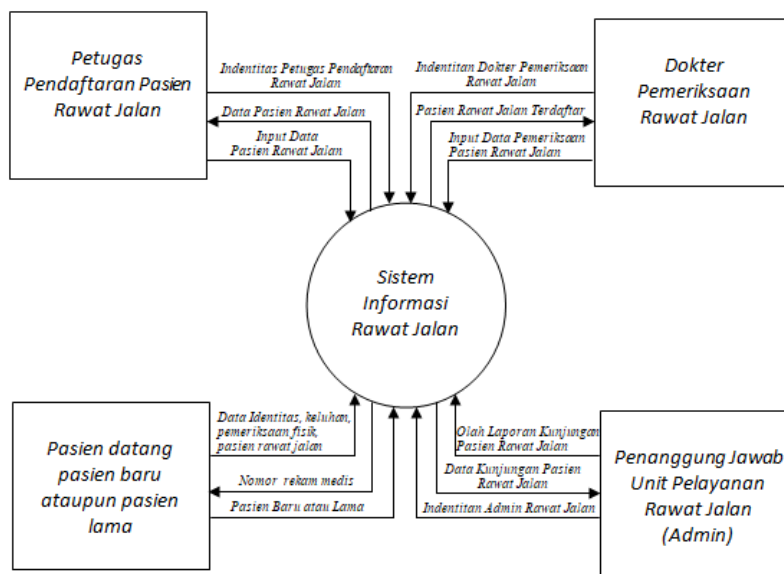 Petugas
Pendaftaran Pasien
Rawat Jalan
Indentitas Petugas Pendaftaran
Rawat Jalan
Data Pasien Rawat Jalan
Input Data
Pasien Rawat Jalan
Indentitan Dokter Pemeriksaan
Rawat Jalan
Pasien Rawat Jalan Terdaftar
Input Data Pemeriksaan
Pasien Rawat Jalan
Dokter
Pemeriksaan
Rawat Jalan
Sistem
Informasi
Rawat Jalan
Pasien datang
pasien baru
ataupun pasien
lama
Data Identitas, keluhan,
pemeriksaan fisik,
pasien rawat jalan
Nomor rekam medis
Pasien Baru atau Lama
Olah Laporan Kunjungan
Pasien Rawat Jalan
Data Kunjungan Pasien
Rawat Jalan
Indentitan Admin Rawat Jalan
Penanggung Jawab
Unit Pelayanan
Rawat Jalan
(Admin)